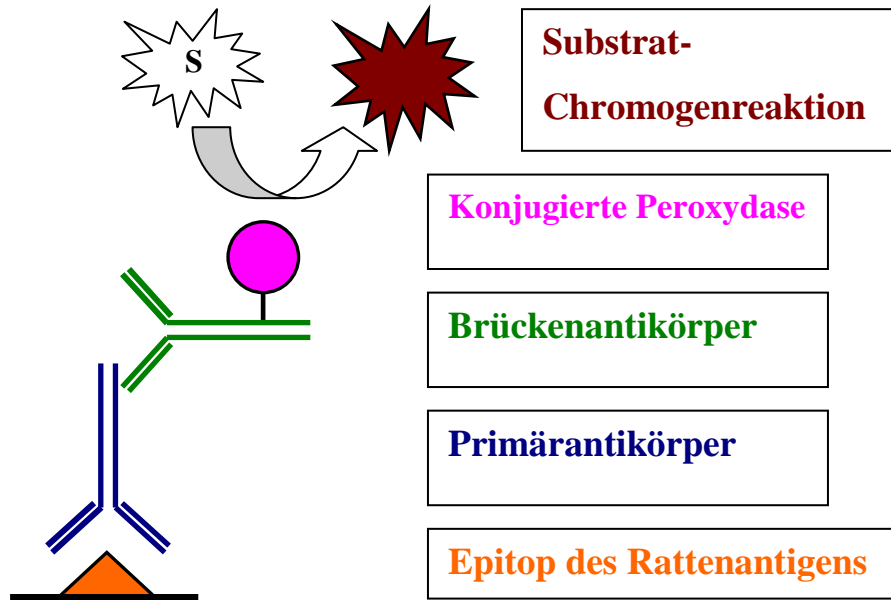 S
Substrat-
Chromogenreaktion
Konjugierte Peroxydase
Brückenantikörper
Primärantikörper
Epitop des Rattenantigens